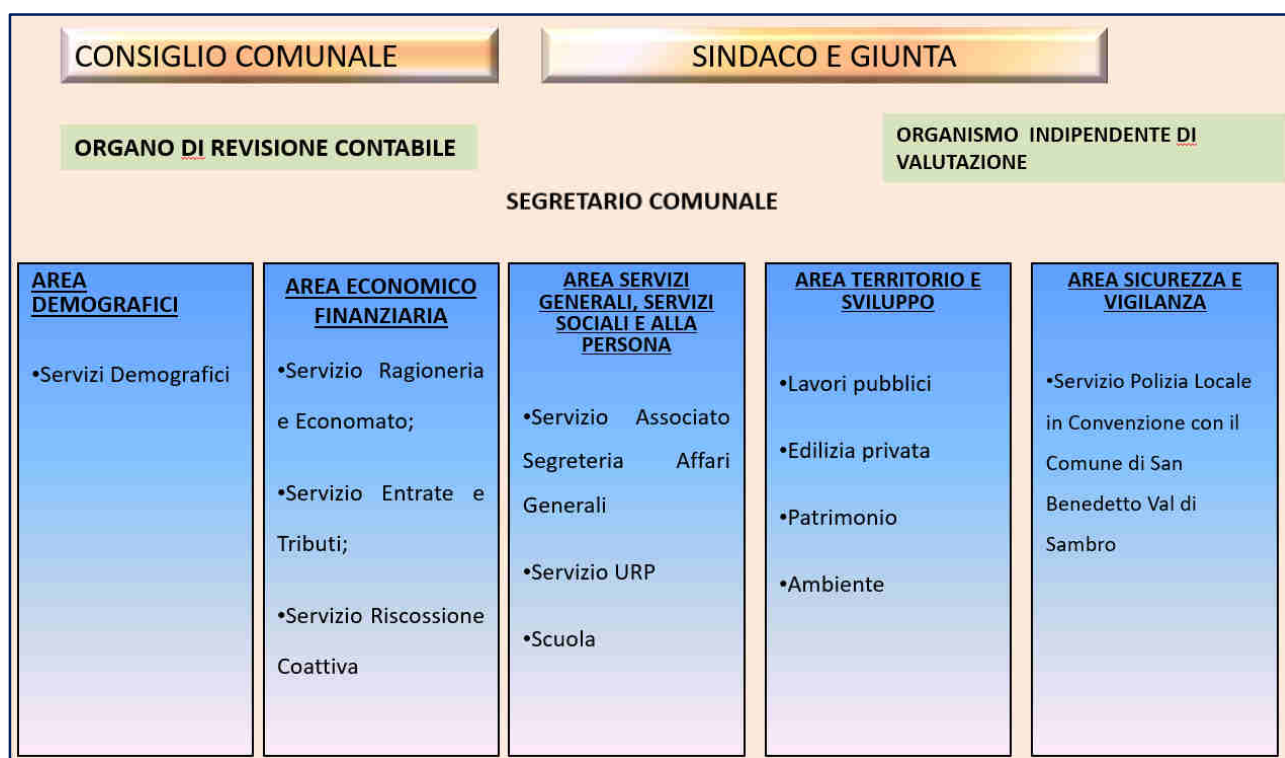 CONSIGLIO COMUNALE
SINDACO E GIUNTA
ORGANO DI REVISIONE CONTABILE
ORGANISMO INDIPENDENTE DI
VALUTAZIONE
SEGRETARIO COMUNALE
AREA
DEMOGRAFICI
•Servizi Demografici
AREA ECONOMICO
FINANZIARIA
•Servizio Ragioneria
e Economato;
•Servizio Entrate e
Tributi;
•Servizio Riscossione
Coattiva
AREA SERVIZI
GENERALI, SERVIZI
SOCIALI E ALLA
PERSONA
•Servizio Associato
Segreteria Affari
Generali
•Servizio URP
•Scuola
AREA TERRITORIO E
SVILUPPO
•Lavori pubblici
•Edilizia privata
•Patrimonio
•Ambiente
AREA SICUREZZA E
VIGILANZA
•Servizio Polizia Locale
in Convenzione con il
Comune di San
Benedetto Val di
Sambro